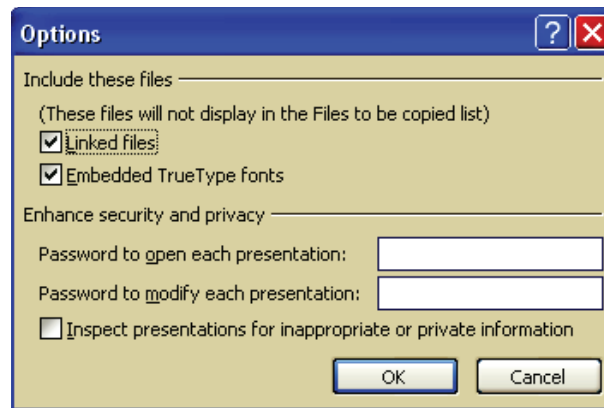 Options
Include these files
(These files will not display in the Files to be copied list)
Linked files
Embedded TrueType fonts
Enhance security and privacy
Password to open each presentation:
Password to modify each presentation:
Inspect presentations for inappropriate or private information
OK Cancel